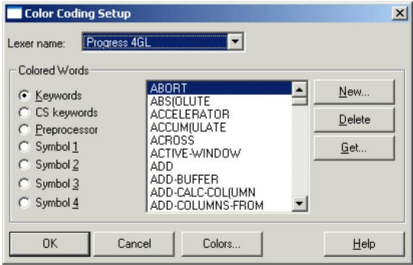 Color Coding Setup
Lexer name: Progress 4GL
Colored Words
Keywords
CS keywords
Preprocessor
Symbol 1
Symbol 2
Symbol 3
Symbol 4
ABORT
ABS(OLUTE
ACCELERATOR
ACCUM(ULATE
ACROSS
ACTIVE-WINDOW
ADD
ADD-BUFFER
ADD-CALC-COL(UMN
ADD-COLUMNS-FROM
New...
Delete
Get...
OK Cancel Colors... Help